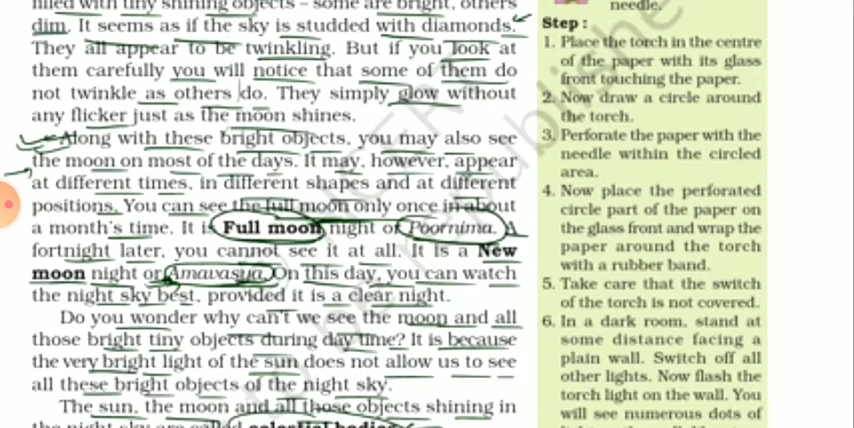 filled with tiny shining objects – some are bright, others
dim. It seems as if the sky is studded with diamonds.
They all appear to be twinkling. But if you look at
them carefully you will notice that some of them do
not twinkle as others do. They simply glow without
any flicker just as the moon shines.
Along with these bright objects, you may also see
the moon on most of the days. It may, however, appear
at different times, in different shapes and at different
positions. You can see the full moon only once in about
a month's time. It is Full moon night or Poornima. A
fortnight later, you cannot see it at all. It is a New
moon night or Amavasya. On this day, you can watch
the night sky best, provided it is a clear night.
Do you wonder why can't we see the moon and all
those bright tiny objects during day time? It is because
the very bright light of the sun does not allow us to see
all these bright objects of the night sky.
The sun, the moon and all those objects shining in
the night sky are called celestial bodies
needle.
Step :
1. Place the torch in the centre
of the paper with its glass
front touching the paper.
2. Now draw a circle around
the torch.
3. Perforate the paper with the
needle within the circled
area.
4. Now place the perforated
circle part of the paper on
the glass front and wrap the
paper around the torch
with a rubber band.
5. Take care that the switch
of the torch is not covered.
6. In a dark room, stand at
some distance facing a
plain wall. Switch off all
other lights. Now flash the
torch light on the wall. You
will see numerous dots of